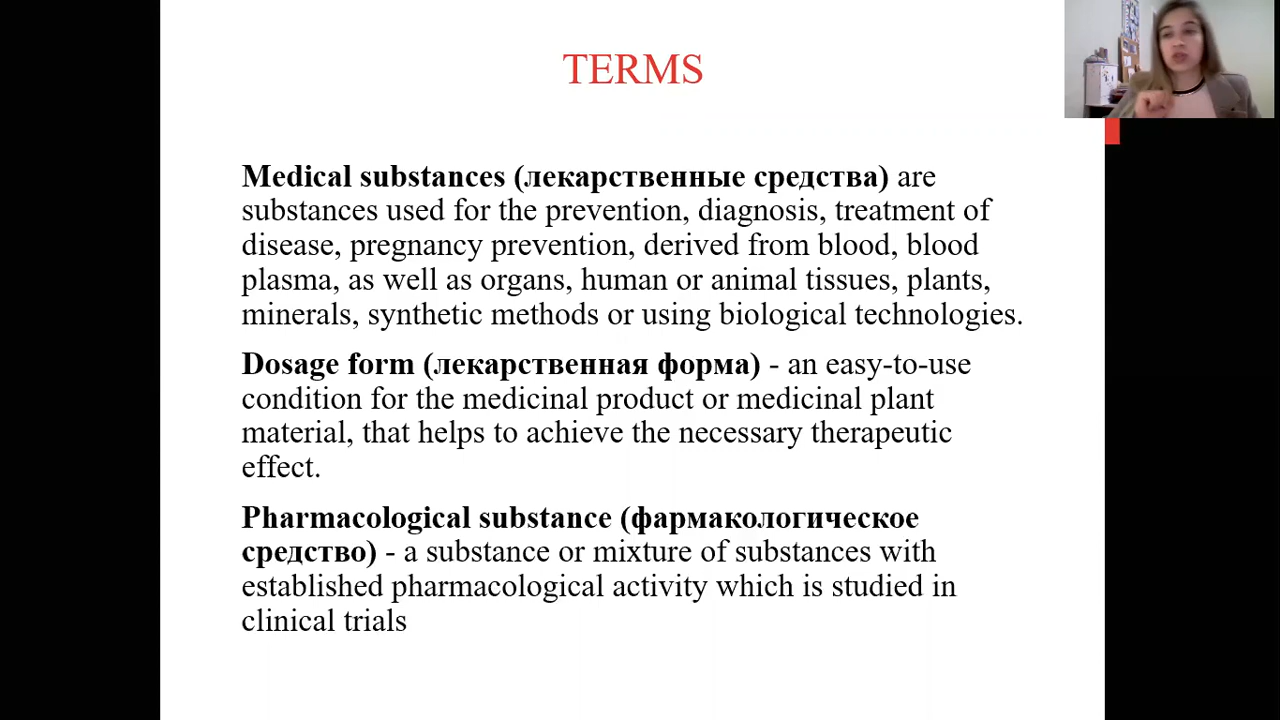 TERMS
Medical substances (лекарственные средства) are
substances used for the prevention, diagnosis, treatment of
disease, pregnancy prevention, derived from blood, blood
plasma, as well as organs, human or animal tissues, plants,
minerals, synthetic methods or using biological technologies.
Dosage form (лекарственная форма) - an easy-to-use
condition for the medicinal product or medicinal plant
material, that helps to achieve the necessary therapeutic
effect.
Pharmacological substance (фармакологическое
средство) - a substance or mixture of substances with
established pharmacological activity which is studied in
clinical trials